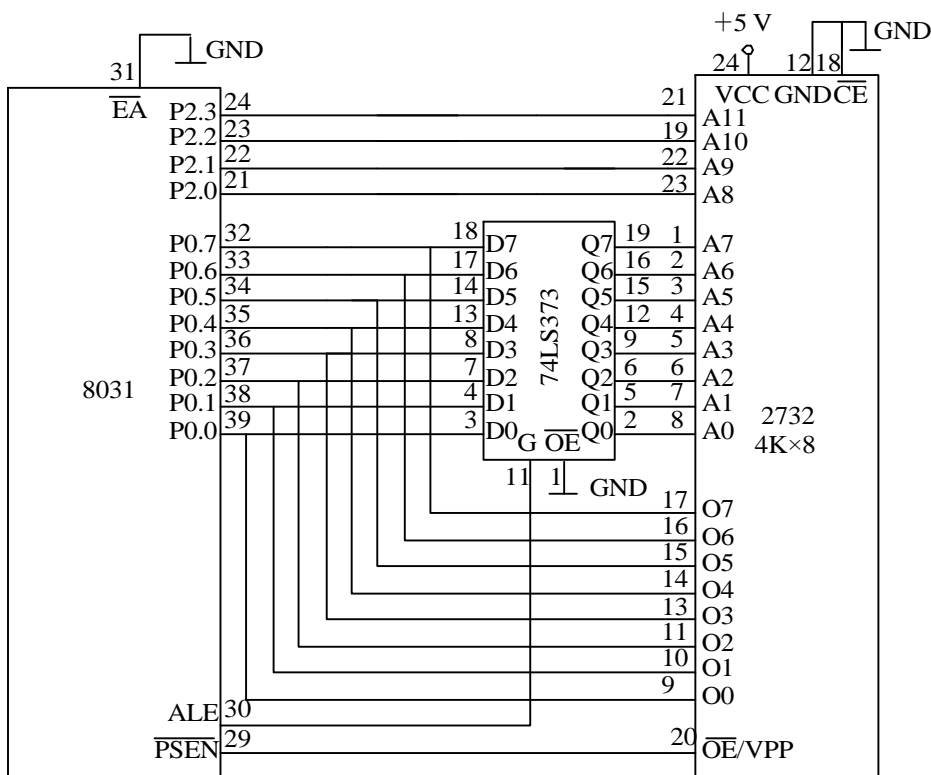 +5 V
GND
GND
31
24
12 18
EA
VCC GND CE
P2.3 24
21 A11
P2.2 23
19 A10
P2.1 22
22 A9
P2.0 21
23 A8
P0.7 32
18 D7
Q7 19
1 A7
P0.6 33
17 D6
Q6 16
2 A6
P0.5 34
14 D5
Q5 15
3 A5
P0.4 35
13 D4
Q4 12
4 A4
P0.3 36
8 D3
Q3 9
5 A3
P0.2 37
7 D2
Q2 6
6 A2
P0.1 38
4 D1
Q1 5
7 A1
P0.0 39
3 D0
Q0 2
8 A0
74LS373
8031
2732
4K×8
G OE
11 1
GND
17 O7
16 O6
15 O5
14 O4
13 O3
11 O2
10 O1
9 O0
ALE 30
PSEN 29
20 OE/VPP